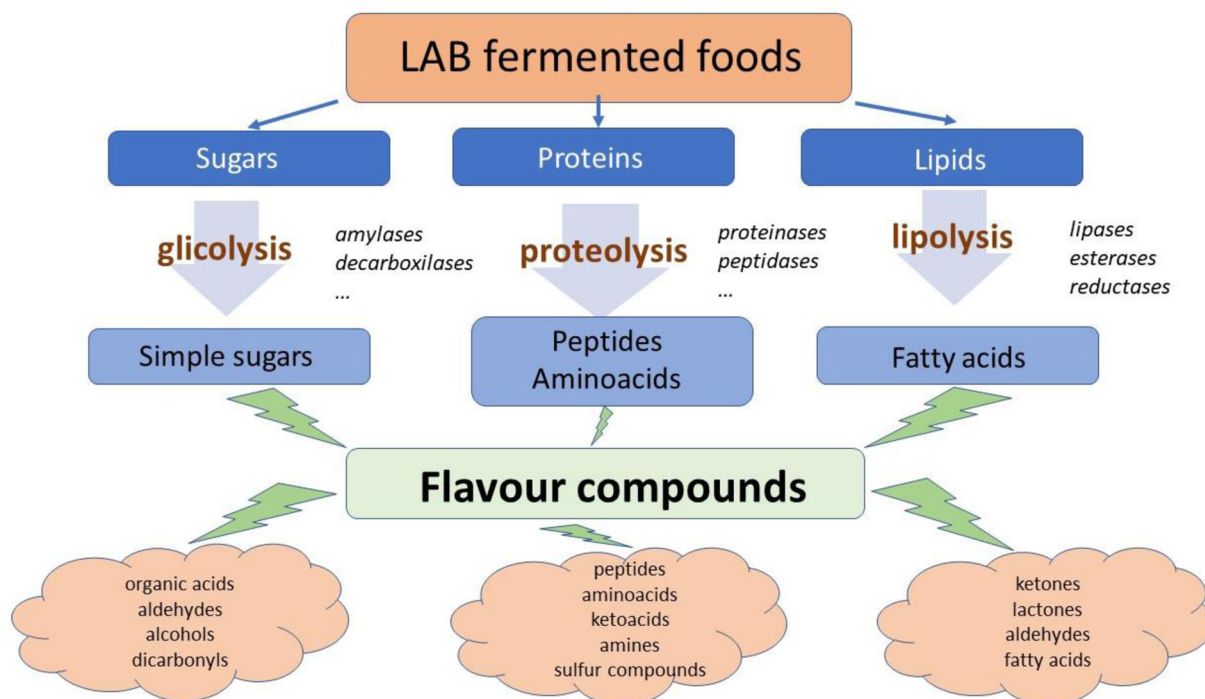 LAB fermented foods
Sugars
Proteins
Lipids
glicolysis
amylases
decarboxilases
...
proteolysis
proteinases
peptidases
...
lipolysis
lipases
esterases
reductases
Simple sugars
Peptides
Aminoacids
Fatty acids
Flavour compounds
organic acids
aldehydes
alcohols
dicarbonyls
peptides
aminoacids
ketoacids
amines
sulfur compounds
ketones
lactones
aldehydes
fatty acids